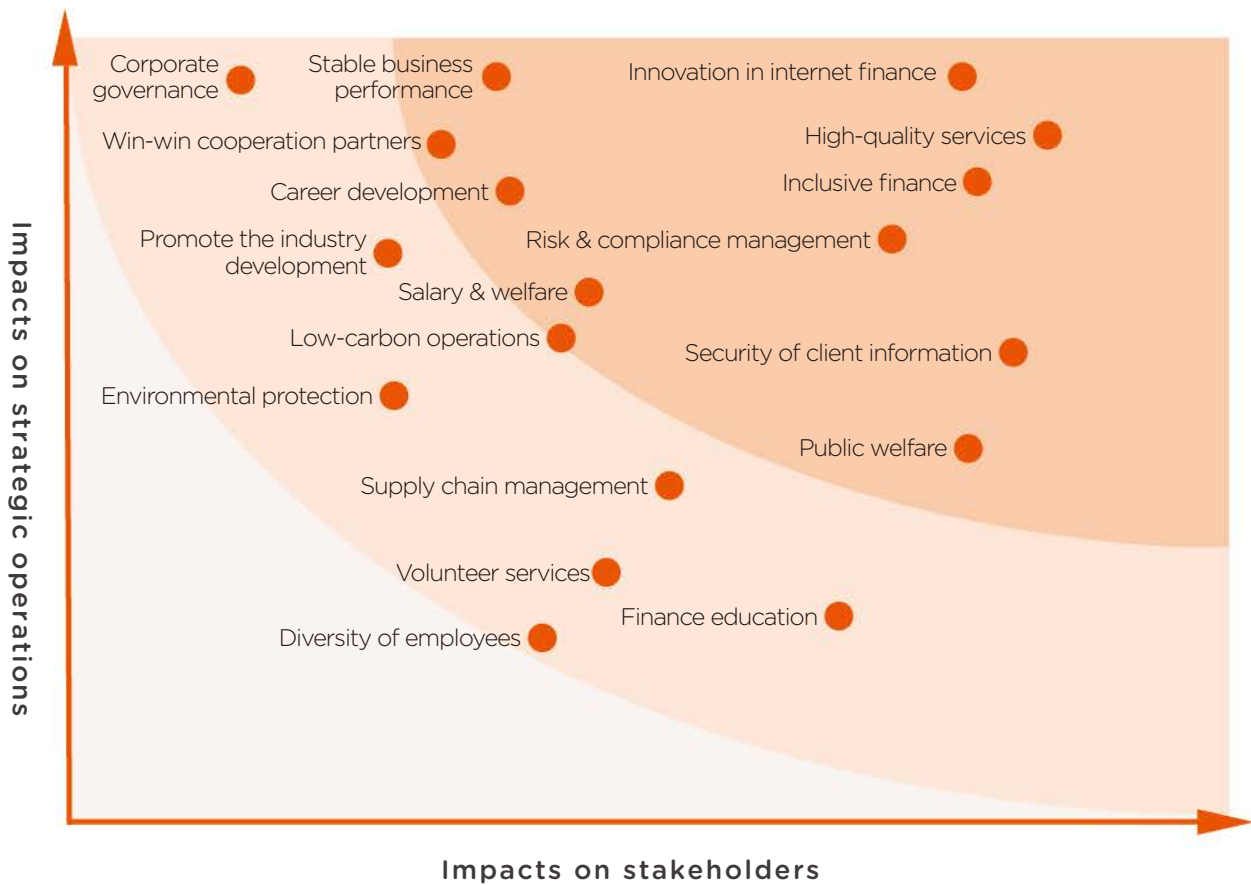 Corporate
governance
Stable business
performance
Innovation in internet finance
Win-win cooperation partners
High-quality services
Career development
Inclusive finance
Promote the industry
development
Risk & compliance management
Salary & welfare
Low-carbon operations
Security of client information
Environmental protection
Public welfare
Supply chain management
Volunteer services
Finance education
Diversity of employees
Impacts on strategic operations
Impacts on stakeholders